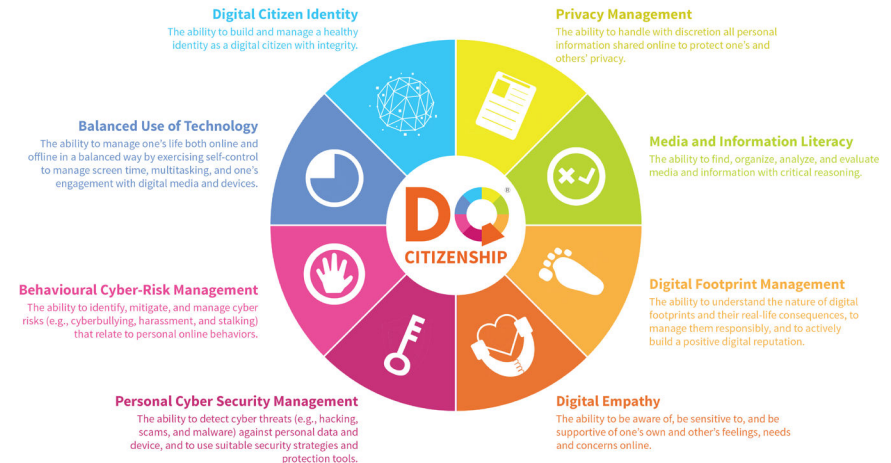 Digital Citizen Identity
The ability to build and manage a healthy
identity as a digital citizen with integrity.
Privacy Management
The ability to handle with discretion all personal
information shared online to protect one's and
others' privacy.
Balanced Use of Technology
The ability to manage one's life both online and
offline in a balanced way by exercising self-control
to manage screen time, multitasking, and one's
engagement with digital media and devices.
Media and Information Literacy
The ability to find, organize, analyze, and evaluate
media and information with critical reasoning.
DQ ®
CITIZENSHIP
Behavioural Cyber-Risk Management
The ability to identify, mitigate, and manage cyber
risks (e.g., cyberbullying, harassment, and stalking)
that relate to personal online behaviors.
Digital Footprint Management
The ability to understand the nature of digital
footprints and their real-life consequences, to
manage them responsibly, and to actively
build a positive digital reputation.
Personal Cyber Security Management
The ability to detect cyber threats (e.g., hacking,
scams, and malware) against personal data and
device, and to use suitable security strategies and
protection tools.
Digital Empathy
The ability to be aware of, be sensitive to, and be
supportive of one's own and other's feelings, needs
and concerns online.